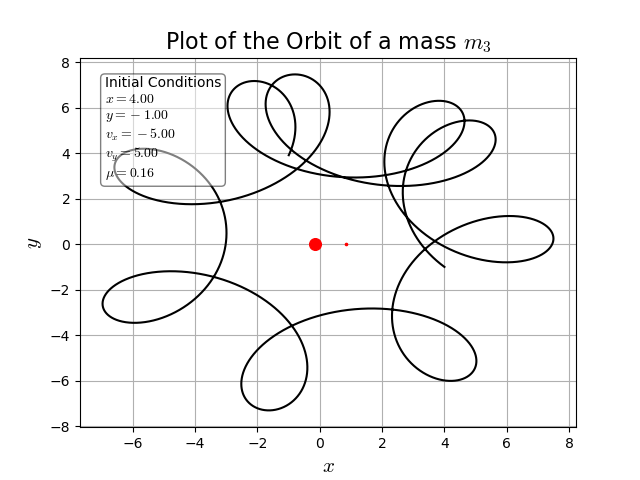 Plot of the Orbit of a mass m₃
Initial Conditions
x = 4.00
y = −1.00
vₓ = −5.00
v_y = 5.00
μ = 0.16
8
6
4
2
0
−2
−4
−6
−8
y
−6 −4 −2 0 2 4 6 8
x